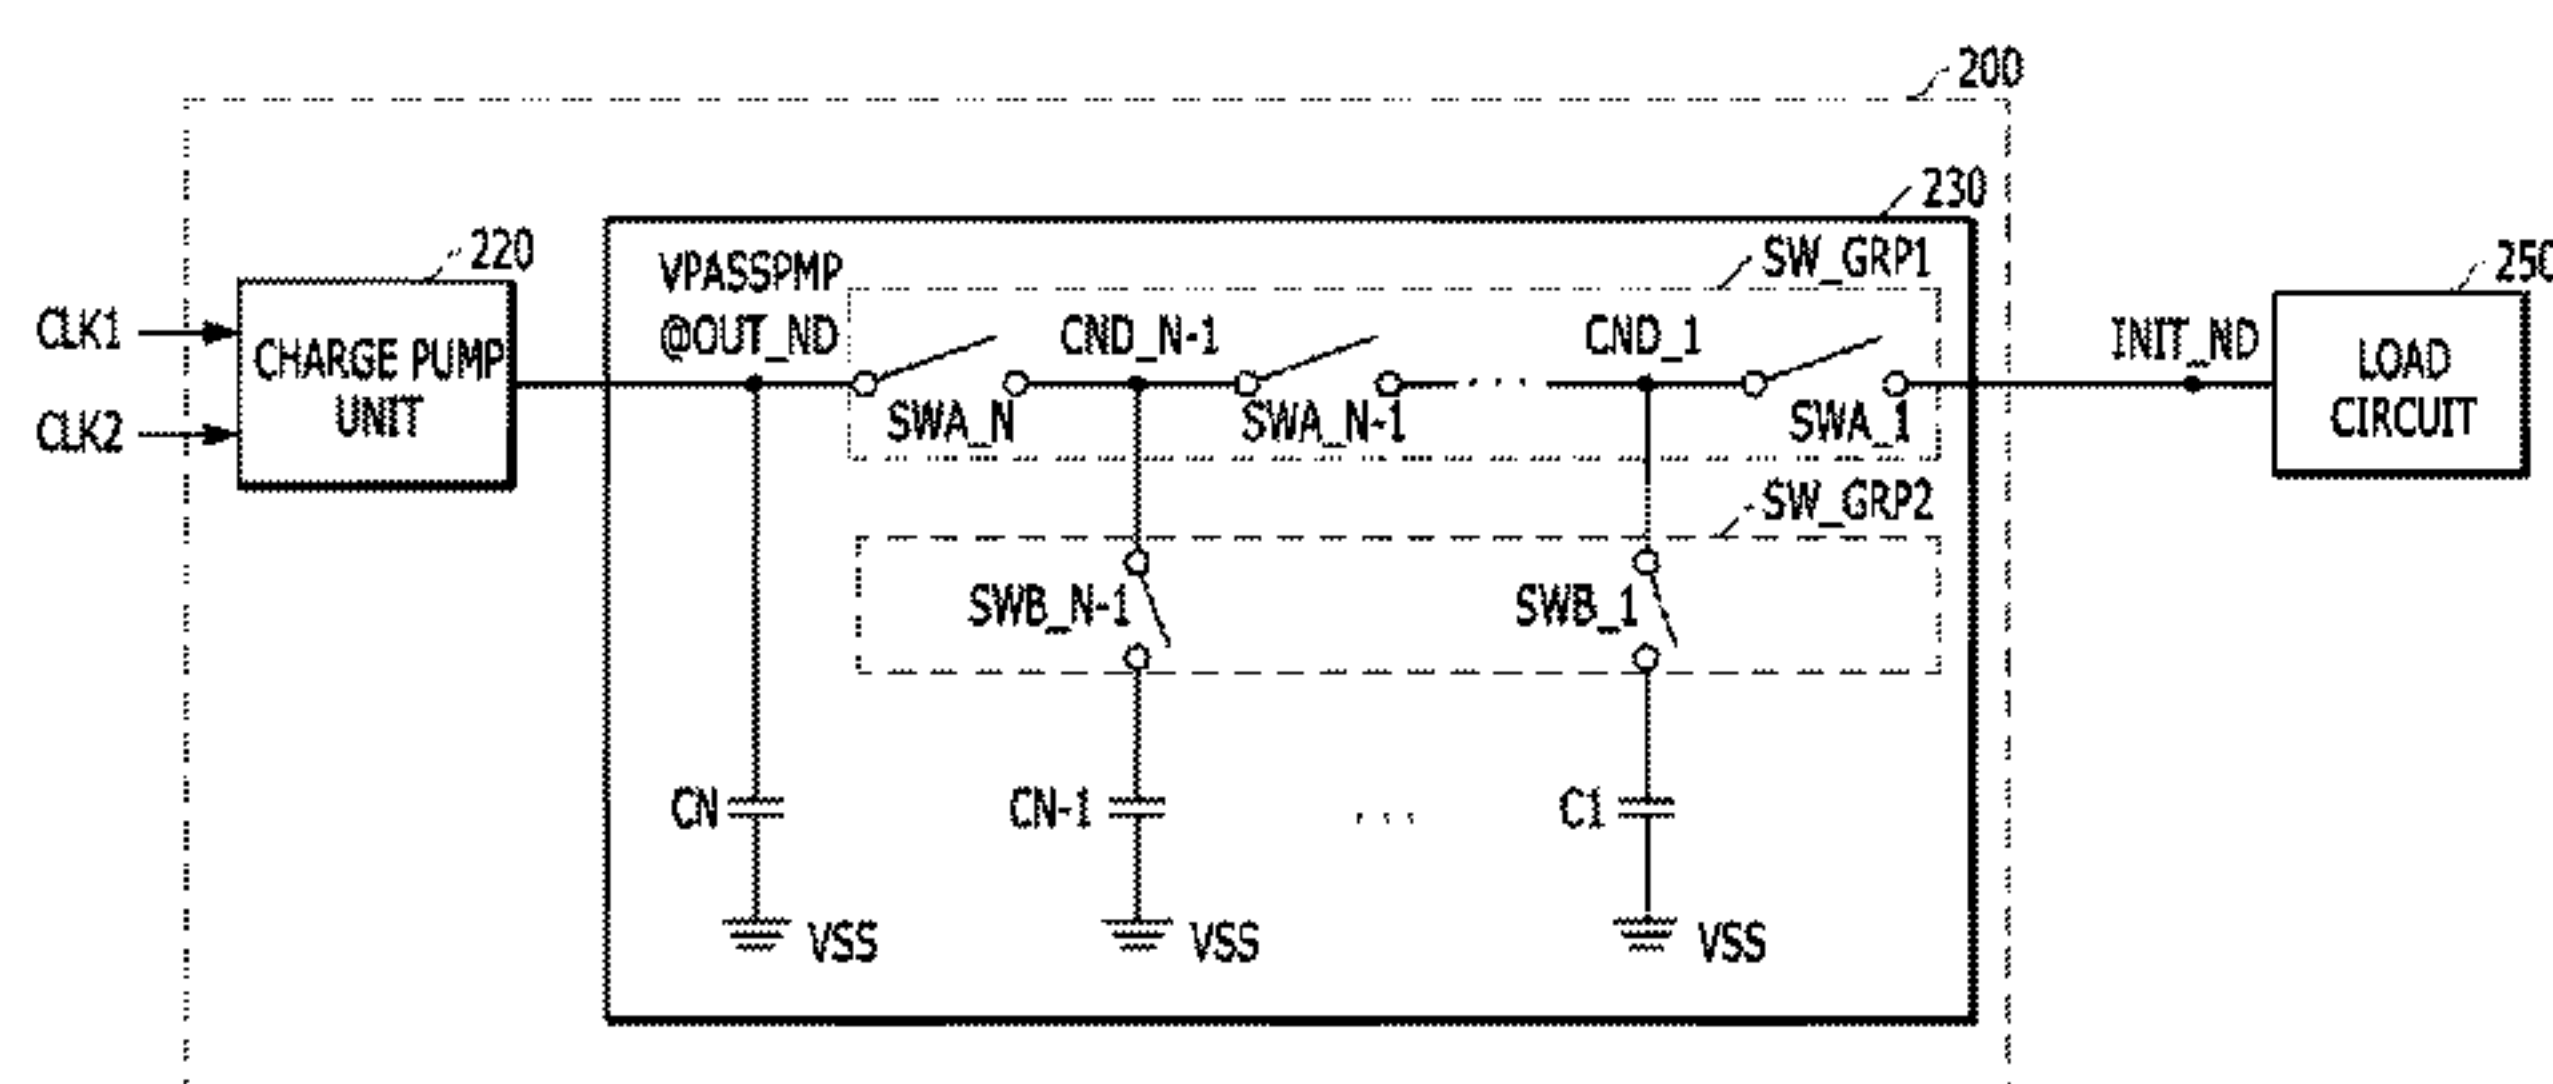 200
230
220
SW_GRP1
250
VPASSPMP
@OUT_ND
CND_N-1
CND_1
INIT_ND
CLK1
CLK2
CHARGE PUMP
UNIT
LOAD
CIRCUIT
SWA_N
SWA_N-1
. . .
SWA_1
SW_GRP2
SWB_N-1
SWB_1
CN
CN-1
. . .
C1
VSS
VSS
VSS